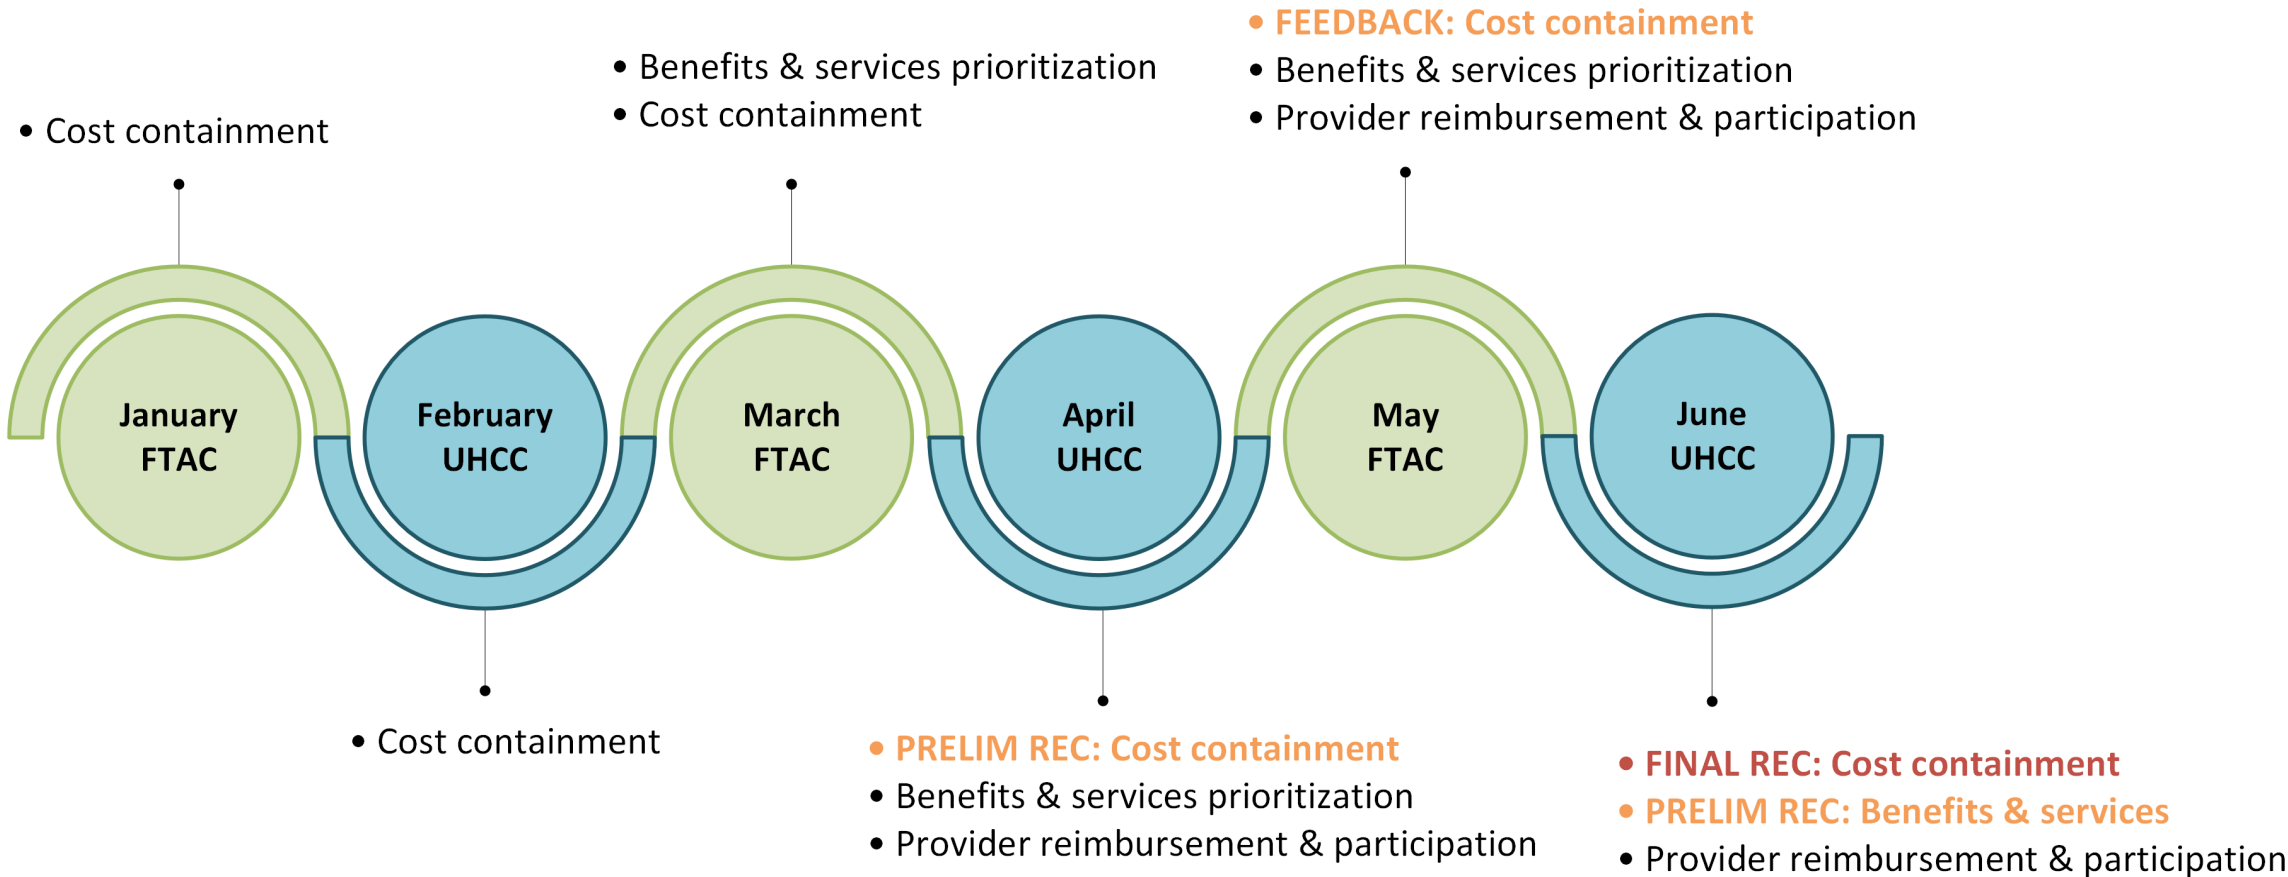 • Cost containment
January
FTAC
February
UHCC
• Cost containment
• Benefits & services prioritization
• Cost containment
March
FTAC
April
UHCC
• PRELIM REC: Cost containment
• Benefits & services prioritization
• Provider reimbursement & participation
• FEEDBACK: Cost containment
• Benefits & services prioritization
• Provider reimbursement & participation
May
FTAC
June
UHCC
• FINAL REC: Cost containment
• PRELIM REC: Benefits & services
• Provider reimbursement & participation